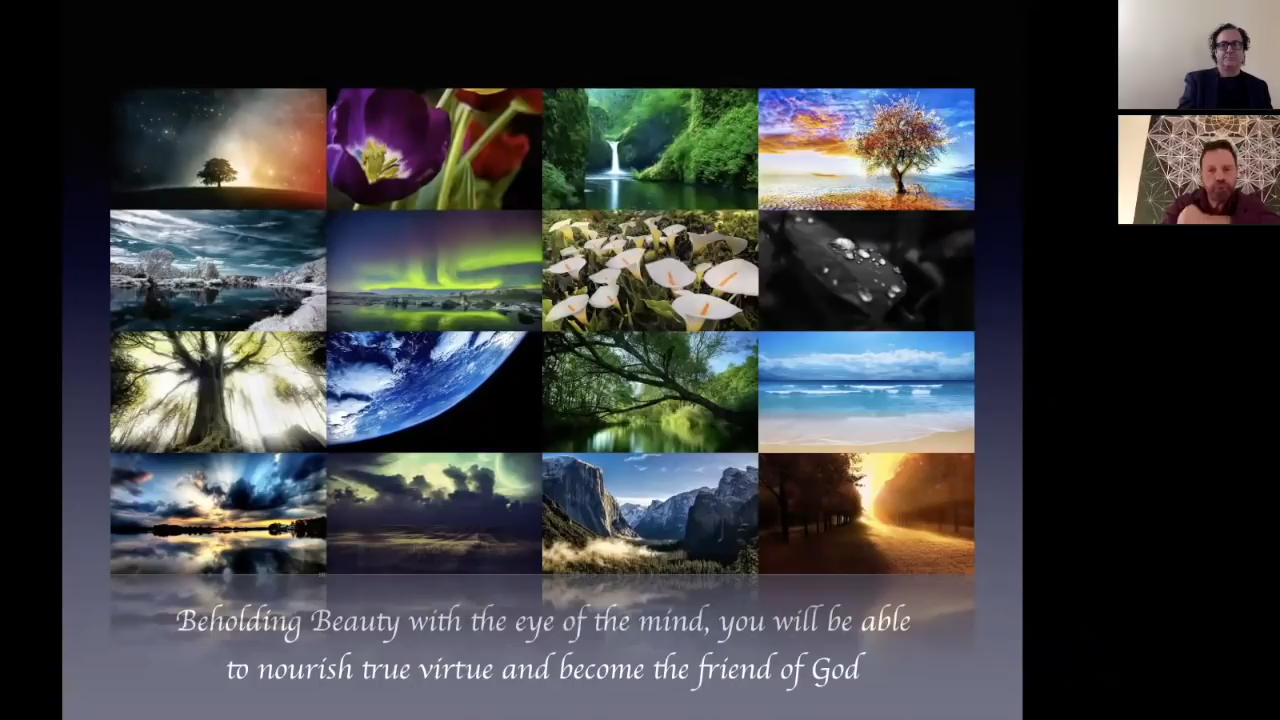 Beholding Beauty with the eye of the mind, you will be able
to nourish true virtue and become the friend of God